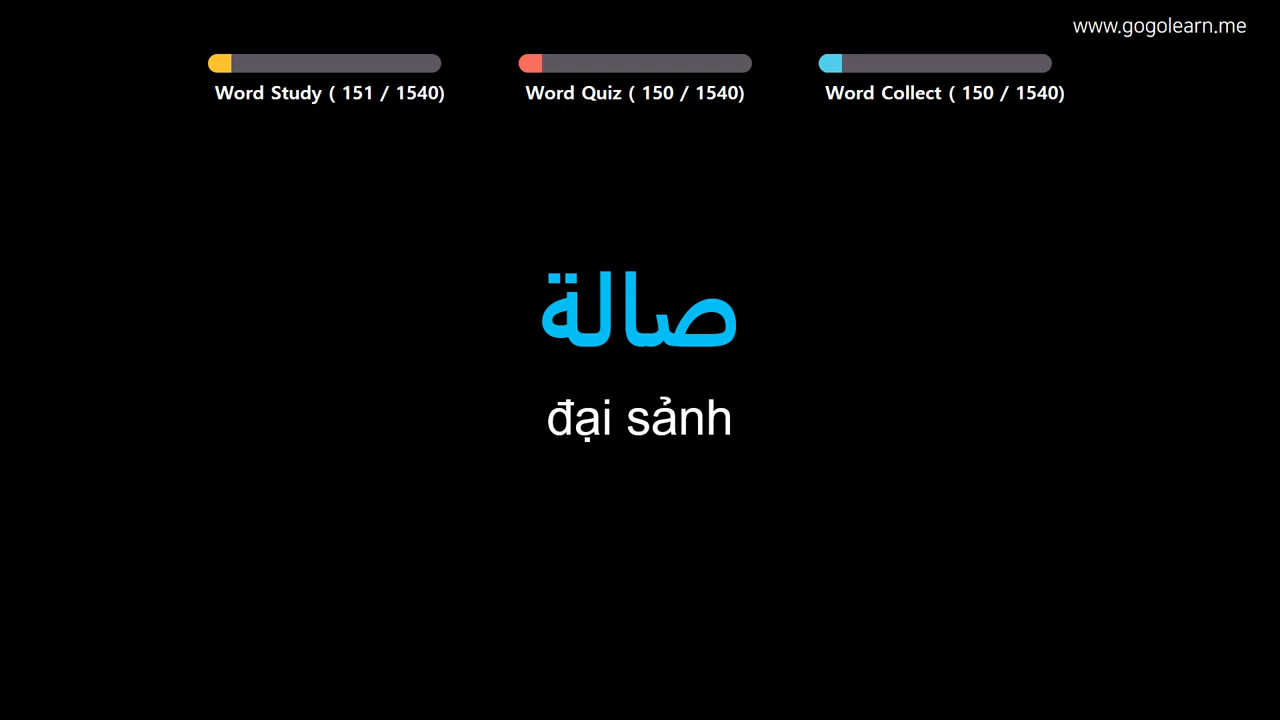 www.gogolearn.me
Word Study ( 151 / 1540)
Word Quiz ( 150 / 1540)
Word Collect ( 150 / 1540)
صالة
đại sảnh